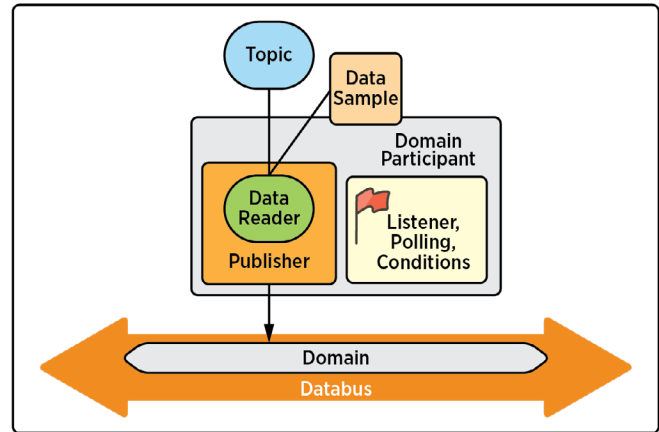 Topic
Data
Sample
Domain
Participant
Data
Reader
Publisher
Listener,
Polling,
Conditions
Domain
Databus